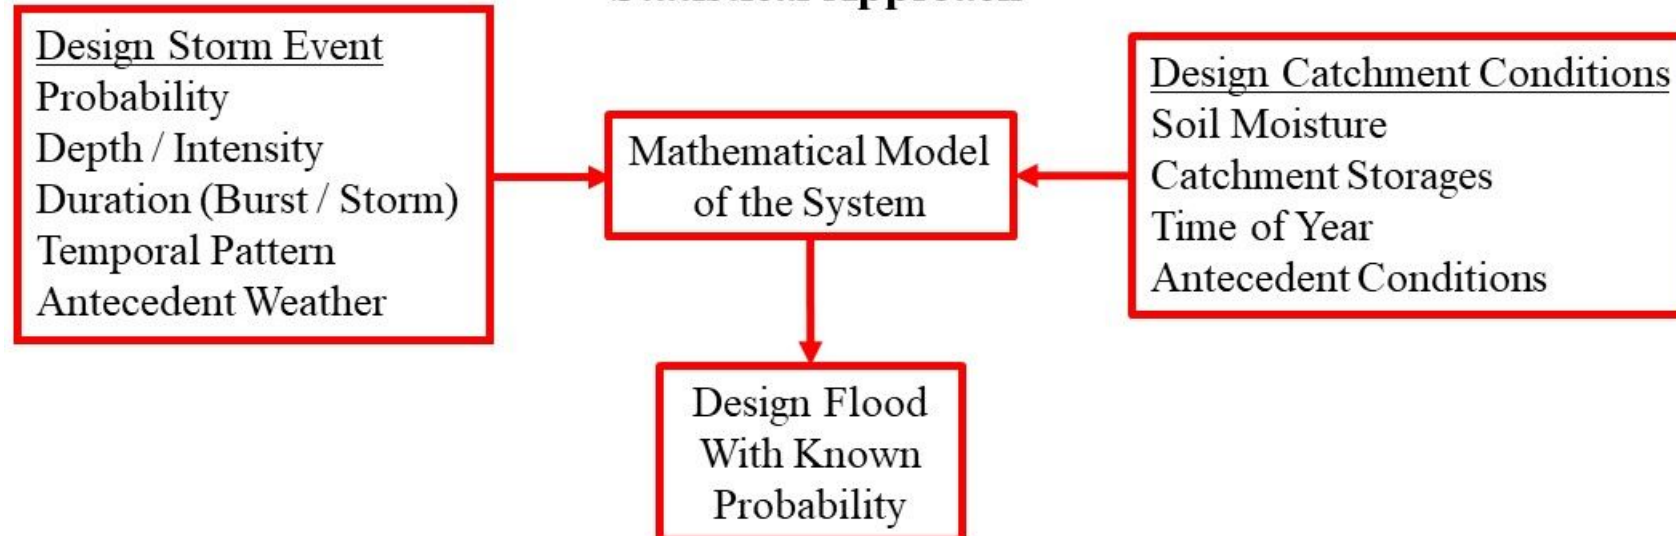 Design Storm Event
Probability
Depth / Intensity
Duration (Burst / Storm)
Temporal Pattern
Antecedent Weather
Mathematical Model
of the System
Design Catchment Conditions
Soil Moisture
Catchment Storages
Time of Year
Antecedent Conditions
Design Flood
With Known
Probability